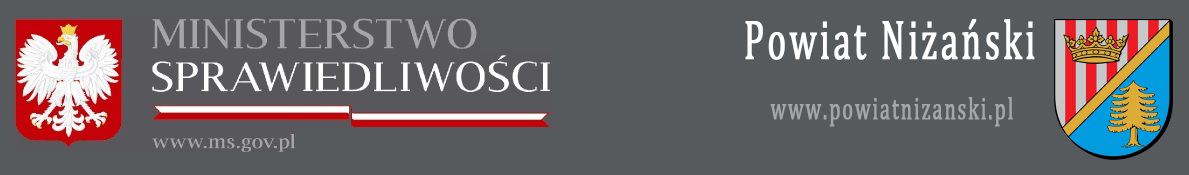 MINISTERSTWO
SPRAWIEDLIWOŚCI
www.ms.gov.pl
Powiat Niżański
www.powiatnizanski.pl